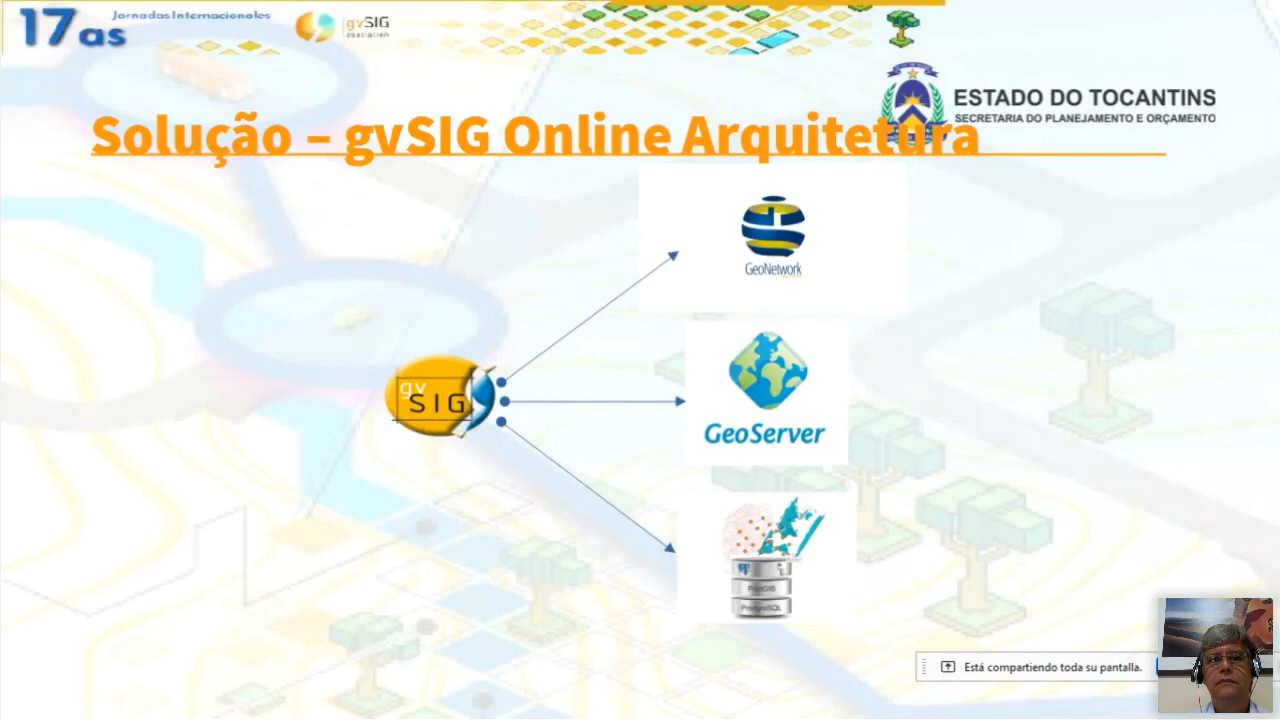 17as
Jornadas Internacionales
gvSIG
association
ESTADO DO TOCANTINS
SECRETARIA DO PLANEJAMENTO E ORÇAMENTO
Solução – gvSIG Online Arquitetura
GeoNetwork
gv
SIG
GeoServer
PostGIS
PostgreSQL
Está compartiendo toda su pantalla.